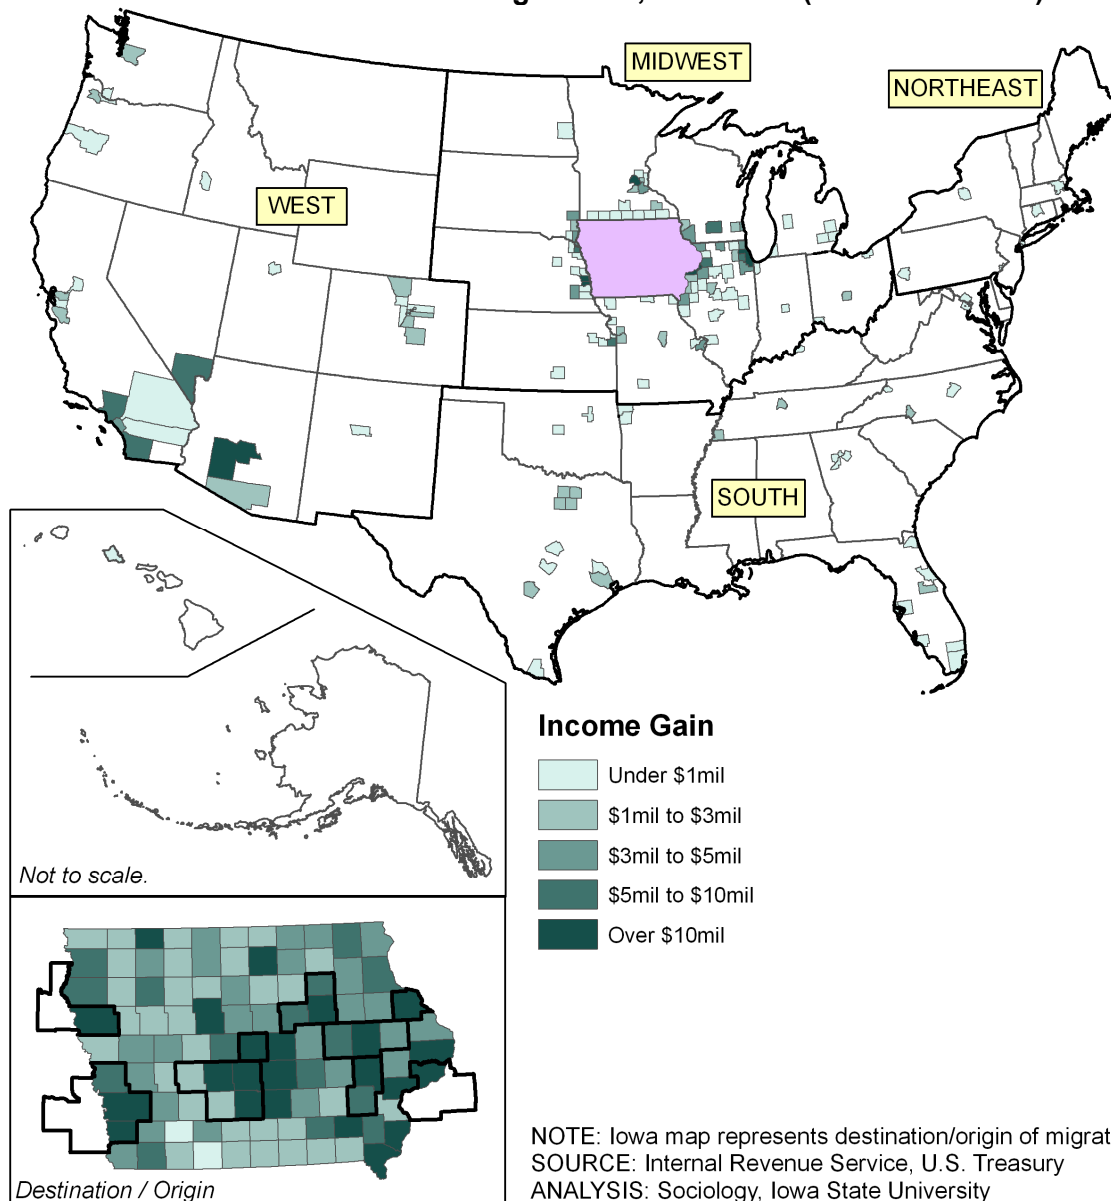 MIDWEST
NORTHEAST
WEST
SOUTH
Income Gain
Under $1mil
$1mil to $3mil
$3mil to $5mil
$5mil to $10mil
Over $10mil
Not to scale.
Destination / Origin
NOTE: Iowa map represents destination/origin of migrat
SOURCE: Internal Revenue Service, U.S. Treasury
ANALYSIS: Sociology, Iowa State University